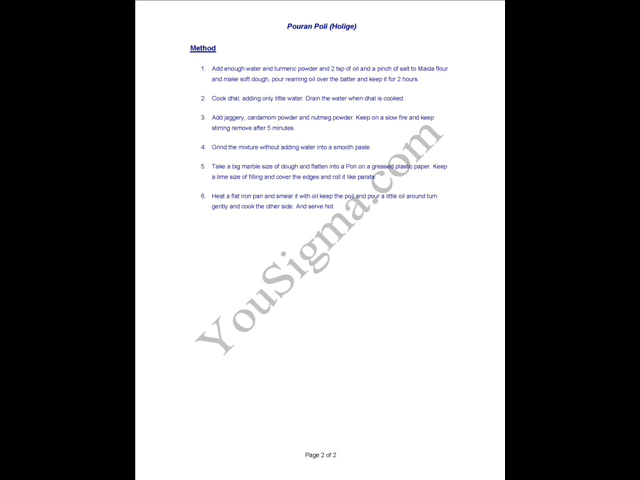 Pouran Poli (Holige)
Method
1. Add enough water and turmeric powder and 2 tsp of oil and a pinch of salt to Maida flour
and make soft dough, pour reaming oil over the batter and keep it for 2 hours.
2. Cook dhal, adding only little water. Drain the water when dhal is cooked .
3. Add jaggery, cardamom powder and nutmeg powder. Keep on a slow fire and keep
stirring remove after 5 minutes.
4. Grind the mixture without adding water into a smooth paste.
5. Take a big marble size of dough and flatten into a Pori on a greased plastic paper. Keep
a lime size of filling and cover the edges and roll it like parata.
6. Heat a flat iron pan and smear it with oil keep the poli and pour a little oil around turn
gently and cook the other side. And serve hot.
YouSigma.com
Page 2 of 2